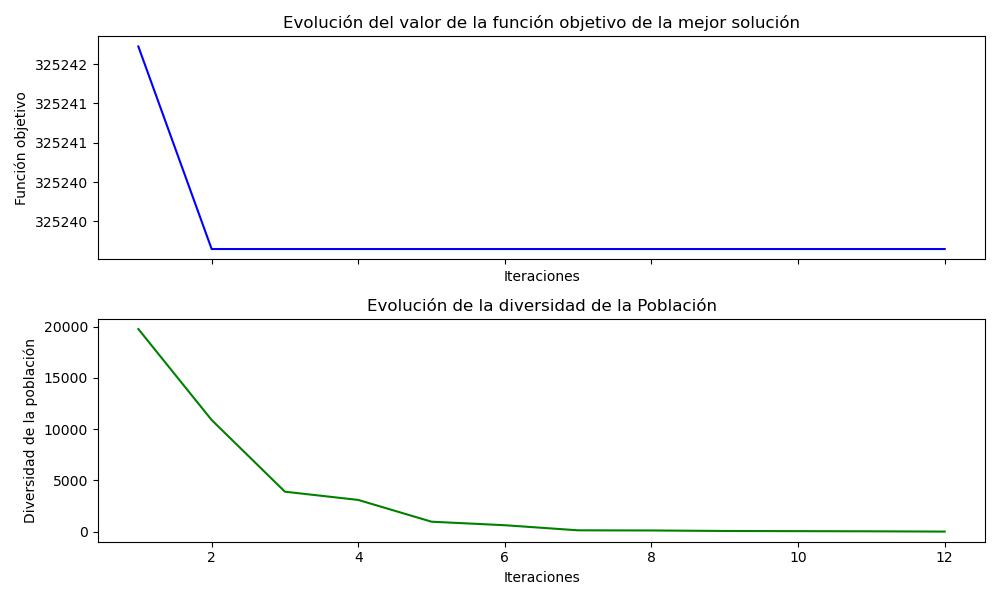 Evolución del valor de la función objetivo de la mejor solución
325242
325241
325241
325240
325240
Función objetivo
Iteraciones
Evolución de la diversidad de la Población
20000
15000
10000
5000
0
Diversidad de la población
2 4 6 8 10 12
Iteraciones